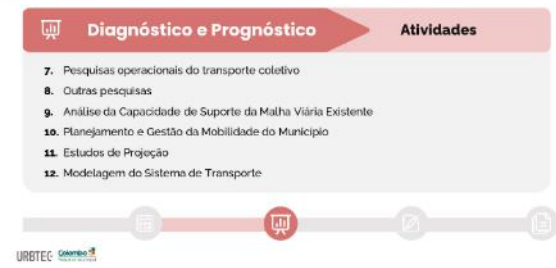 Diagnóstico e Prognóstico
Atividades
7. Pesquisas operacionais do transporte coletivo
8. Outras pesquisas
9. Análise da Capacidade de Suporte da Malha Viária Existente
10. Planejamento e Gestão da Mobilidade do Município
11. Estudos de Projeção
12. Modelagem do Sistema de Transporte
URBTEC Colombo